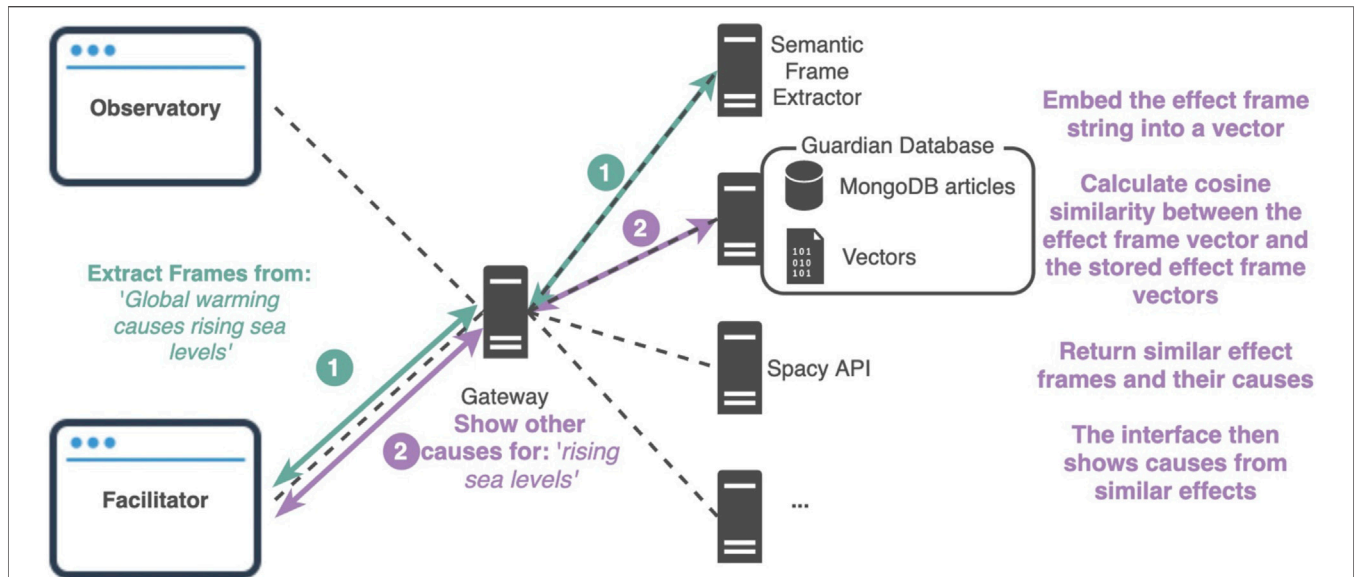 Observatory
Extract Frames from:
'Global warming
causes rising sea
levels'
1
Facilitator
Gateway
Show other
2 causes for: 'rising
sea levels'
1
2
Semantic
Frame
Extractor
Guardian Database
MongoDB articles
101
010
101
Vectors
Spacy API
...
Embed the effect frame
string into a vector
Calculate cosine
similarity between the
effect frame vector and
the stored effect frame
vectors
Return similar effect
frames and their causes
The interface then
shows causes from
similar effects